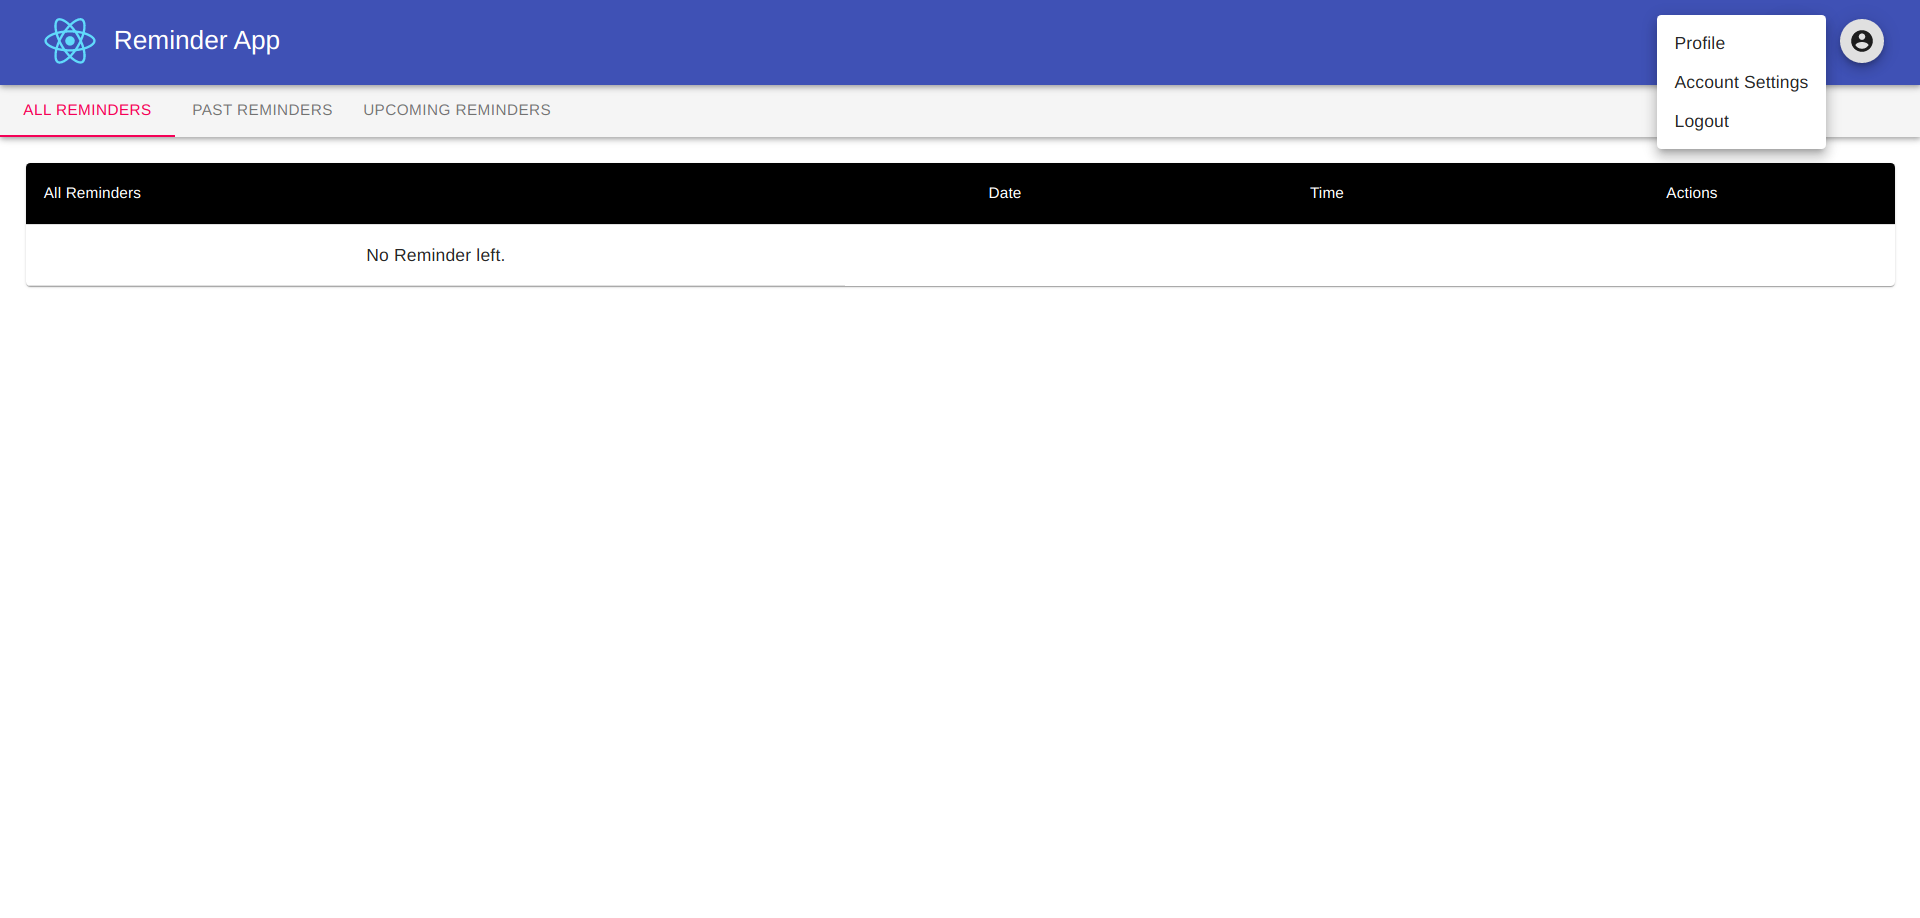 Reminder App
Profile
Account Settings
Logout
ALL REMINDERS PAST REMINDERS UPCOMING REMINDERS
All Reminders Date Time Actions
No Reminder left.